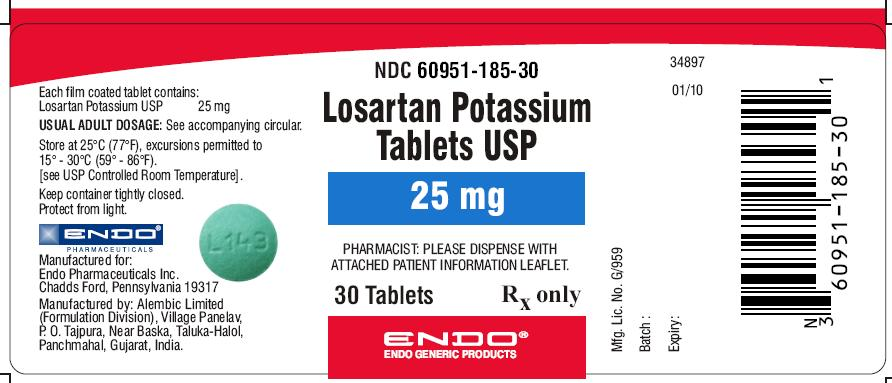 Each film coated tablet contains:
Losartan Potassium USP 25 mg
USUAL ADULT DOSAGE: See accompanying circular.
Store at 25°C (77°F), excursions permitted to
15° - 30°C (59° - 86°F).
[see USP Controlled Room Temperature].
Keep container tightly closed.
Protect from light.
ENDO®
PHARMACEUTICALS
L143
Manufactured for:
Endo Pharmaceuticals Inc.
Chadds Ford, Pennsylvania 19317
Manufactured by: Alembic Limited
(Formulation Division), Village Panelav,
P. O. Tajpura, Near Baska, Taluka-Halol,
Panchmahal, Gujarat, India.
NDC 60951-185-30
Losartan Potassium
Tablets USP
25 mg
PHARMACIST: PLEASE DISPENSE WITH
ATTACHED PATIENT INFORMATION LEAFLET.
30 Tablets Rx only
ENDO®
ENDO GENERIC PRODUCTS
34897
01/10
Mfg. Lic. No. G/959
Batch :
Expiry:
N
3 60951-185-30 1